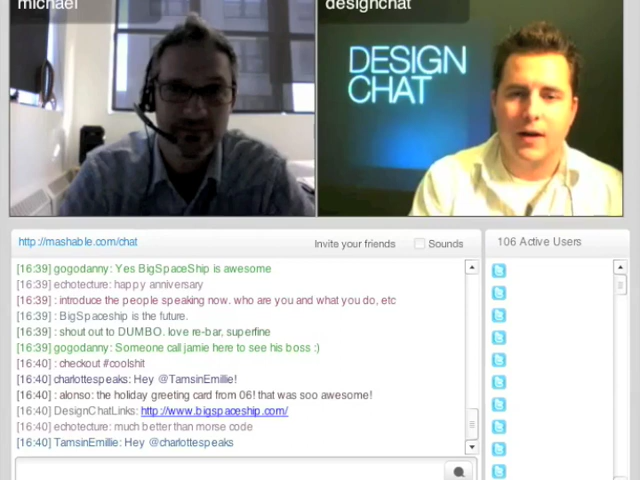 michael
designchat
DESIGN
CHAT
http://mashable.com/chat
Invite your friends
Sounds
106 Active Users
[16:39] gogodanny: Yes BigSpaceShip is awesome
[16:39] echotecture: happy anniversary
[16:39] : introduce the people speaking now. who are you and what you do, etc
[16:39] : BigSpaceship is the future.
[16:39] : shout out to DUMBO. love re-bar, superfine
[16:39] gogodanny: Someone call jamie here to see his boss :)
[16:40] : checkout #coolshit
[16:40] charlottespeaks: Hey @TamsinEmillie!
[16:40] : alonso: the holiday greeting card from 06! that was soo awesome!
[16:40] DesignChatLinks: http://www.bigspaceship.com/
[16:40] echotecture: much better than morse code
[16:40] TamsinEmillie: Hey @charlottespeaks